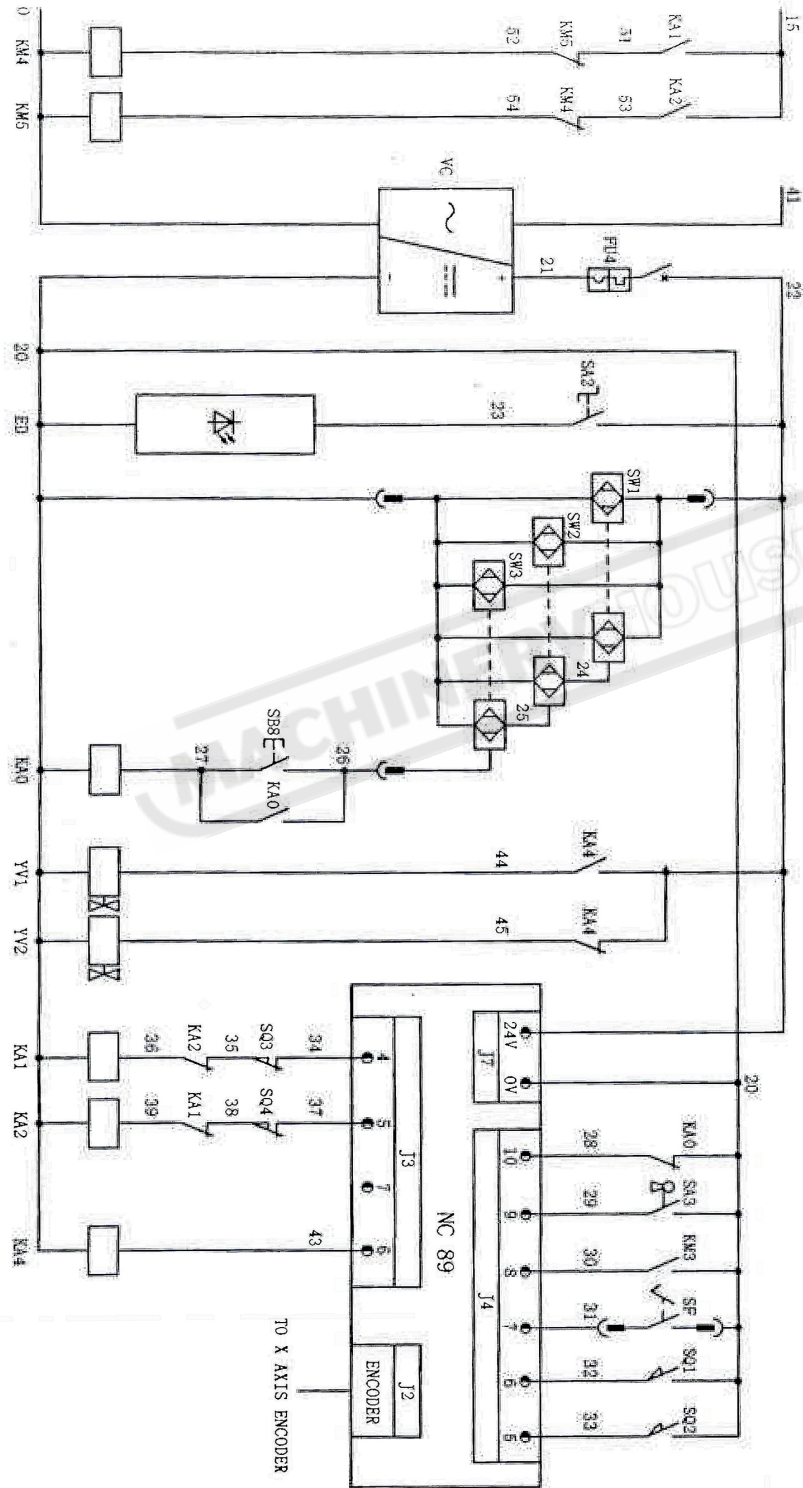 15
KA1
51
KM5
52
KM4
0
KA2
53
KM4
54
KM5
41
VC
22
FU4
21
+
-
20
SA2
23
ED
SW1
SW2
SW3
24
25
26
SB8
KA0
27
KA0
KA4
44
YV1
KA4
45
YV2
24V
0V
J7
20
KA0
28
10
SA3
29
9
KM3
30
8
SF
31
7
SQ1
32
6
SQ2
33
5
J4
NC 89
J3
4
5
7
6
34
SQ3
35
KA2
36
KA1
37
SQ4
38
KA1
39
KA2
43
KA4
J2
ENCODER
TO X AXIS ENCODER
MACHINERYHOUSE